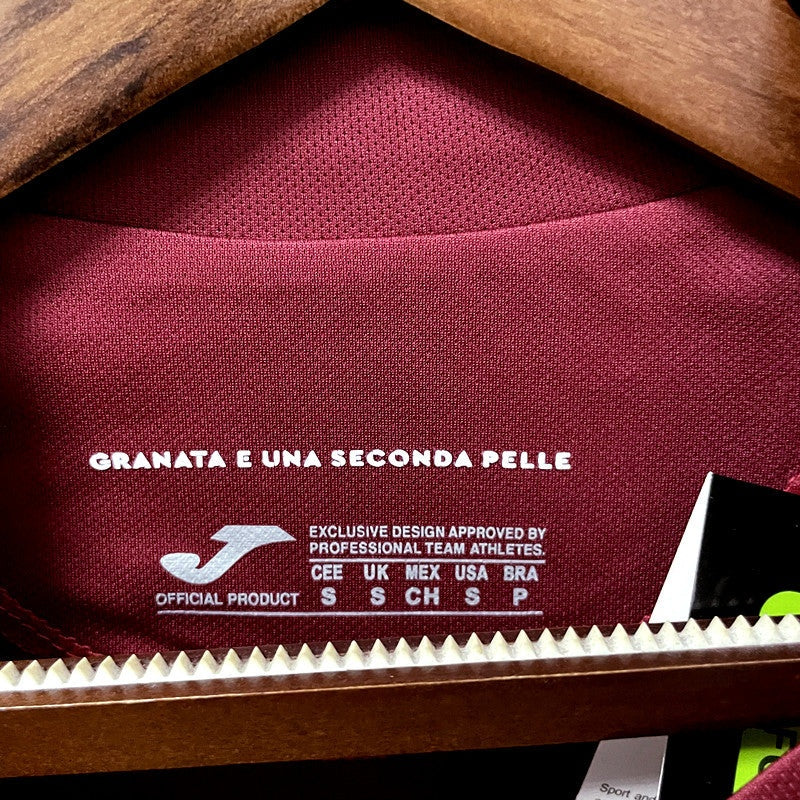 GRANATA E UNA SECONDA PELLE
EXCLUSIVE DESIGN APPROVED BY
PROFESSIONAL TEAM ATHLETES.
CEE UK MEX USA BRA
S S CH S P
OFFICIAL PRODUCT
Sport and